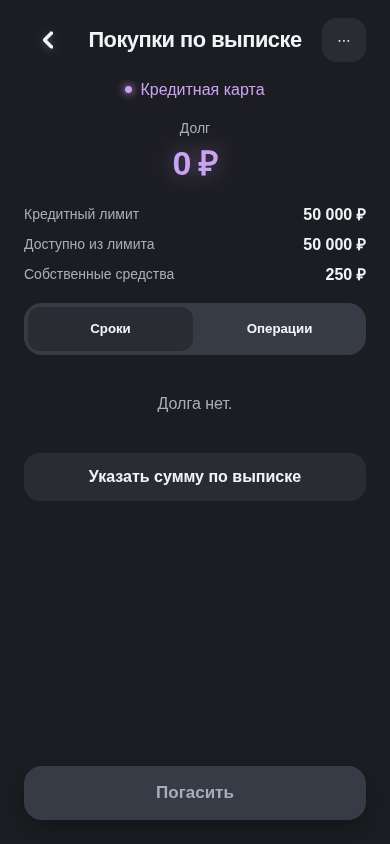 Покупки по выписке
...
Кредитная карта
Долг
0 ₽
Кредитный лимит 50 000 ₽
Доступно из лимита 50 000 ₽
Собственные средства 250 ₽
Сроки Операции
Долга нет.
Указать сумму по выписке
Погасить